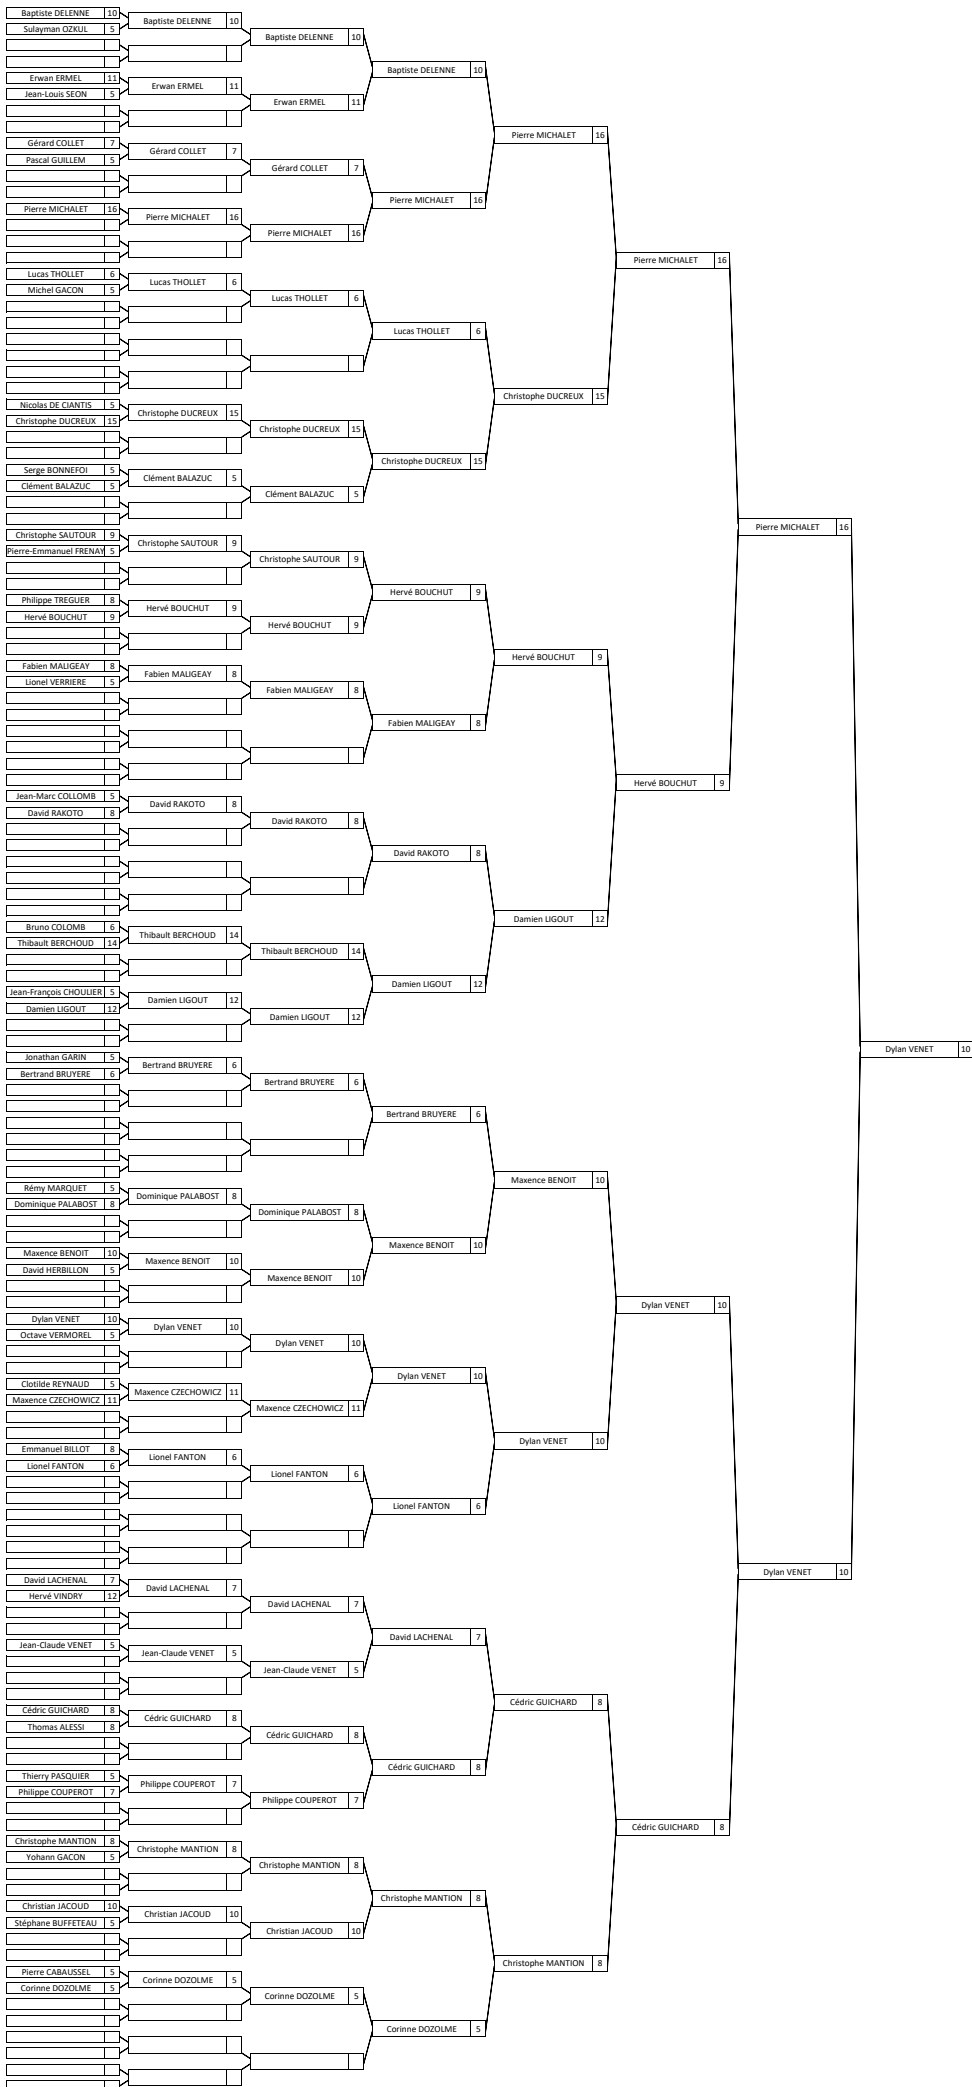 Baptiste DELENNE 10
Sulayman OZKUL 5
Erwan ERMEL 11
Jean-Louis SEON 5
Gérard COLLET 7
Pascal GUILLEM 5
Pierre MICHALET 16
Lucas THOLLET 6
Michel GACON 5
Nicolas DE CIANTIS 5
Christophe DUCREUX 15
Serge BONNEFOI 5
Clément BALAZUC 5
Christophe SAUTOUR 9
Pierre-Emmanuel FRENAY 5
Philippe TREGUER 8
Hervé BOUCHUT 9
Fabien MALIGEAY 8
Lionel VERRIERE 5
Jean-Marc COLLOMB 5
David RAKOTO 8
Bruno COLOMB 6
Thibault BERCHOUD 14
Jean-François CHOULIER 5
Damien LIGOUT 12
Jonathan GARIN 5
Bertrand BRUYERE 6
Rémy MARQUET 5
Dominique PALABOST 8
Maxence BENOIT 10
David HERBILLON 5
Dylan VENET 10
Octave VERMOREL 5
Clotilde REYNAUD 5
Maxence CZECHOWICZ 11
Emmanuel BILLOT 8
Lionel FANTON 6
David LACHENAL 7
Hervé VINDRY 12
Jean-Claude VENET 5
Cédric GUICHARD 8
Thomas ALESSI 8
Thierry PASQUIER 5
Philippe COUPEROT 7
Christophe MANTION 8
Yohann GACON 5
Christian JACOUD 10
Stéphane BUFFETEAU 5
Pierre CABAUSSEL 5
Corinne DOZOLME 5
Baptiste DELENNE 10
Erwan ERMEL 11
Gérard COLLET 7
Pierre MICHALET 16
Lucas THOLLET 6
Christophe DUCREUX 15
Clément BALAZUC 5
Christophe SAUTOUR 9
Hervé BOUCHUT 9
Fabien MALIGEAY 8
David RAKOTO 8
Thibault BERCHOUD 14
Damien LIGOUT 12
Bertrand BRUYERE 6
Dominique PALABOST 8
Maxence BENOIT 10
Dylan VENET 10
Maxence CZECHOWICZ 11
Lionel FANTON 6
David LACHENAL 7
Jean-Claude VENET 5
Cédric GUICHARD 8
Philippe COUPEROT 7
Christophe MANTION 8
Christian JACOUD 10
Corinne DOZOLME 5
Baptiste DELENNE 10
Erwan ERMEL 11
Gérard COLLET 7
Pierre MICHALET 16
Lucas THOLLET 6
Christophe DUCREUX 15
Clément BALAZUC 5
Christophe SAUTOUR 9
Hervé BOUCHUT 9
Fabien MALIGEAY 8
David RAKOTO 8
Thibault BERCHOUD 14
Damien LIGOUT 12
Bertrand BRUYERE 6
Dominique PALABOST 8
Maxence BENOIT 10
Dylan VENET 10
Maxence CZECHOWICZ 11
Lionel FANTON 6
David LACHENAL 7
Jean-Claude VENET 5
Cédric GUICHARD 8
Philippe COUPEROT 7
Christophe MANTION 8
Christian JACOUD 10
Corinne DOZOLME 5
Baptiste DELENNE 10
Pierre MICHALET 16
Lucas THOLLET 6
Christophe DUCREUX 15
Hervé BOUCHUT 9
Fabien MALIGEAY 8
David RAKOTO 8
Damien LIGOUT 12
Bertrand BRUYERE 6
Maxence BENOIT 10
Dylan VENET 10
Lionel FANTON 6
David LACHENAL 7
Cédric GUICHARD 8
Christophe MANTION 8
Corinne DOZOLME 5
Pierre MICHALET 16
Christophe DUCREUX 15
Hervé BOUCHUT 9
Damien LIGOUT 12
Maxence BENOIT 10
Dylan VENET 10
Cédric GUICHARD 8
Christophe MANTION 8
Pierre MICHALET 16
Hervé BOUCHUT 9
Dylan VENET 10
Cédric GUICHARD 8
Pierre MICHALET 16
Dylan VENET 10
Dylan VENET 10